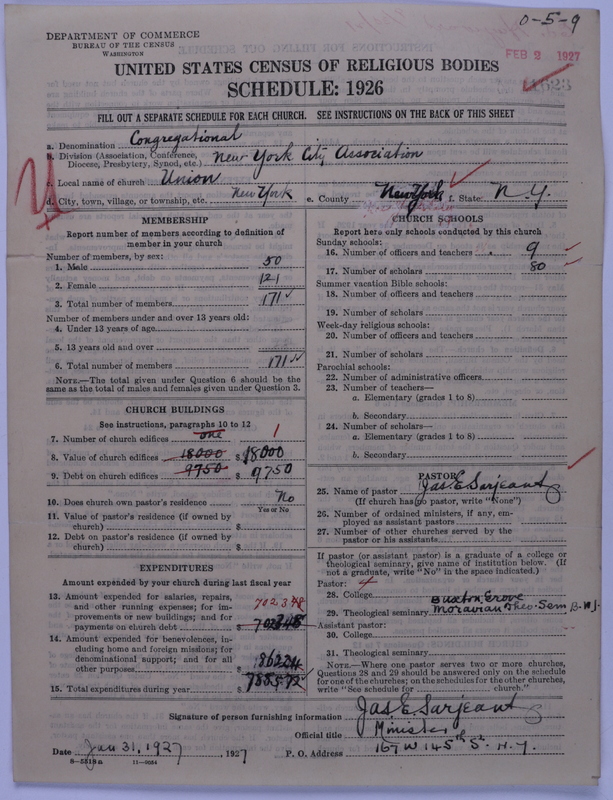 0-5-9
DEPARTMENT OF COMMERCE
BUREAU OF THE CENSUS
WASHINGTON
FEB 2 1927
UNITED STATES CENSUS OF RELIGIOUS BODIES
SCHEDULE: 1926
FILL OUT A SEPARATE SCHEDULE FOR EACH CHURCH. SEE INSTRUCTIONS ON THE BACK OF THIS SHEET
a. Denomination Congregational
b. Division (Association, Conference, Diocese, Presbytery, Synod, etc.) New York City Association
c. Local name of church Union
d. City, town, village, or township, etc. New York e. County New York f. State: N.Y.
MEMBERSHIP
Report number of members according to definition of member in your church
Number of members, by sex:
1. Male 50
2. Female 121
3. Total number of members 171
Number of members under and over 13 years old:
4. Under 13 years of age
5. 13 years old and over
6. Total number of members 171
NOTE.—The total given under Question 6 should be the same as the total of males and females given under Question 3.
CHURCH BUILDINGS
See instructions, paragraphs 10 to 12
7. Number of church edifices one 1
8. Value of church edifices 18000 $ 18000
9. Debt on church edifices 9750 $ 9750
10. Does church own pastor's residence No
Yes or No
11. Value of pastor's residence (if owned by church) $
12. Debt on pastor's residence (if owned by church) $
EXPENDITURES
Amount expended by your church during last fiscal year
13. Amount expended for salaries, repairs, and other running expenses; for improvements or new buildings; and for payments on church debt $
14. Amount expended for benevolences, including home and foreign missions; for denominational support; and for all other purposes $ 186224
15. Total expenditures during year $
CHURCH SCHOOLS
Report here only schools conducted by this church
Sunday schools:
16. Number of officers and teachers 9
17. Number of scholars 80
Summer vacation Bible schools:
18. Number of officers and teachers
19. Number of scholars
Week-day religious schools:
20. Number of officers and teachers
21. Number of scholars
Parochial schools:
22. Number of administrative officers
23. Number of teachers—
a. Elementary (grades 1 to 8)
b. Secondary
24. Number of scholars—
a. Elementary (grades 1 to 8)
b. Secondary
PASTOR
25. Name of pastor Jas E Sarjeant
(If church has no pastor, write "None")
26. Number of ordained ministers, if any, employed as assistant pastors
27. Number of other churches served by the pastor or his assistants
If pastor (or assistant pastor) is a graduate of a college or theological seminary, give name of institution below. (If not a graduate, write "No" in the space indicated.)
Pastor: 4
28. College Buxton Grove
29. Theological seminary Moravian Theo-Sem B.W.I.
Assistant pastor:
30. College
31. Theological seminary
NOTE.—Where one pastor serves two or more churches, Questions 28 and 29 should be answered only on the schedule for one of the churches; on the schedules for the other churches, write "See schedule for church."
Signature of person furnishing information Jas E Sarjeant
Official title Minister
Date Jan 31, 1927, 1927 P. O. Address 167 W 145th St. N.Y.
8-5519a 11-9084